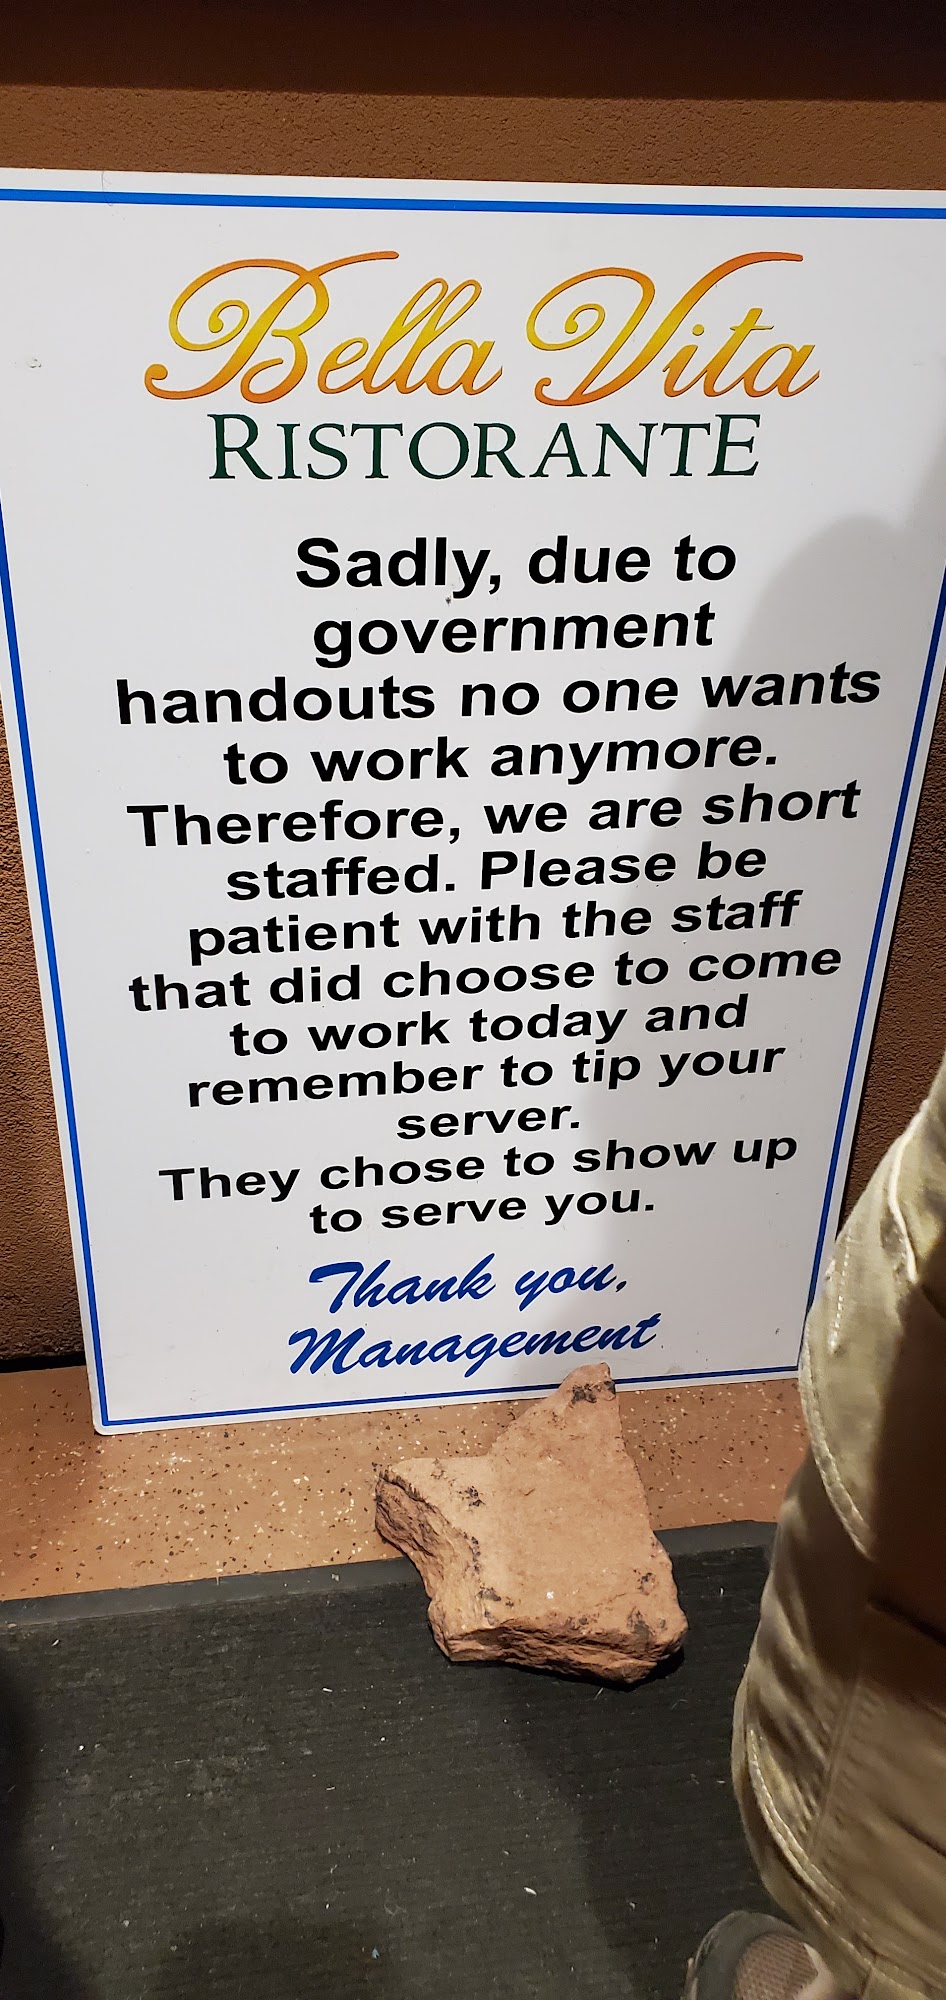 Bella Vita
RISTORANTE
Sadly, due to
government
handouts no one wants
to work anymore.
Therefore, we are short
staffed. Please be
patient with the staff
that did choose to come
to work today and
remember to tip your
server.
They chose to show up
to serve you.
Thank you,
Management